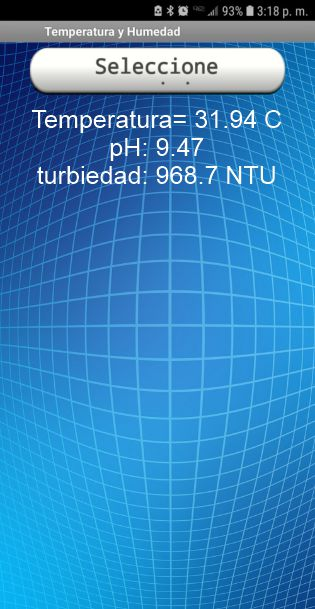 93% 3:18 p. m.
Temperatura y Humedad
Seleccione
Temperatura= 31.94 C
pH: 9.47
turbiedad: 968.7 NTU